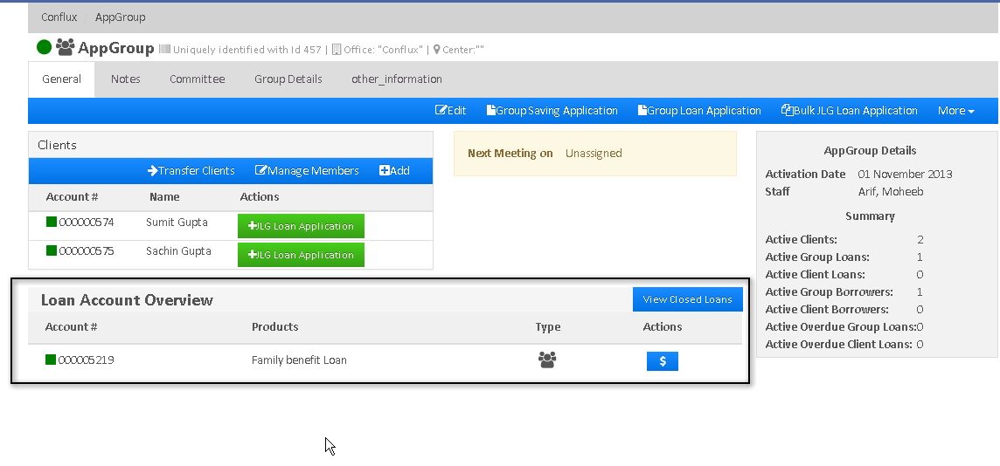 Conflux / AppGroup
AppGroup Uniquely identified with Id 457 | Office: "Conflux" | Center:""
General Notes Committee Group Details other_information
Edit Group Saving Application Group Loan Application Bulk JLG Loan Application More
Clients
Transfer Clients Manage Members Add
Account # Name Actions
000000574 Sumit Gupta JLG Loan Application
000000575 Sachin Gupta JLG Loan Application
Next Meeting on Unassigned
AppGroup Details
Activation Date 01 November 2013
Staff Arif, Moheeb
Summary
Active Clients: 2
Active Group Loans: 1
Active Client Loans: 0
Active Group Borrowers: 1
Active Client Borrowers: 0
Active Overdue Group Loans:0
Active Overdue Client Loans: 0
Loan Account Overview View Closed Loans
Account # Products Type Actions
000005219 Family benefit Loan $